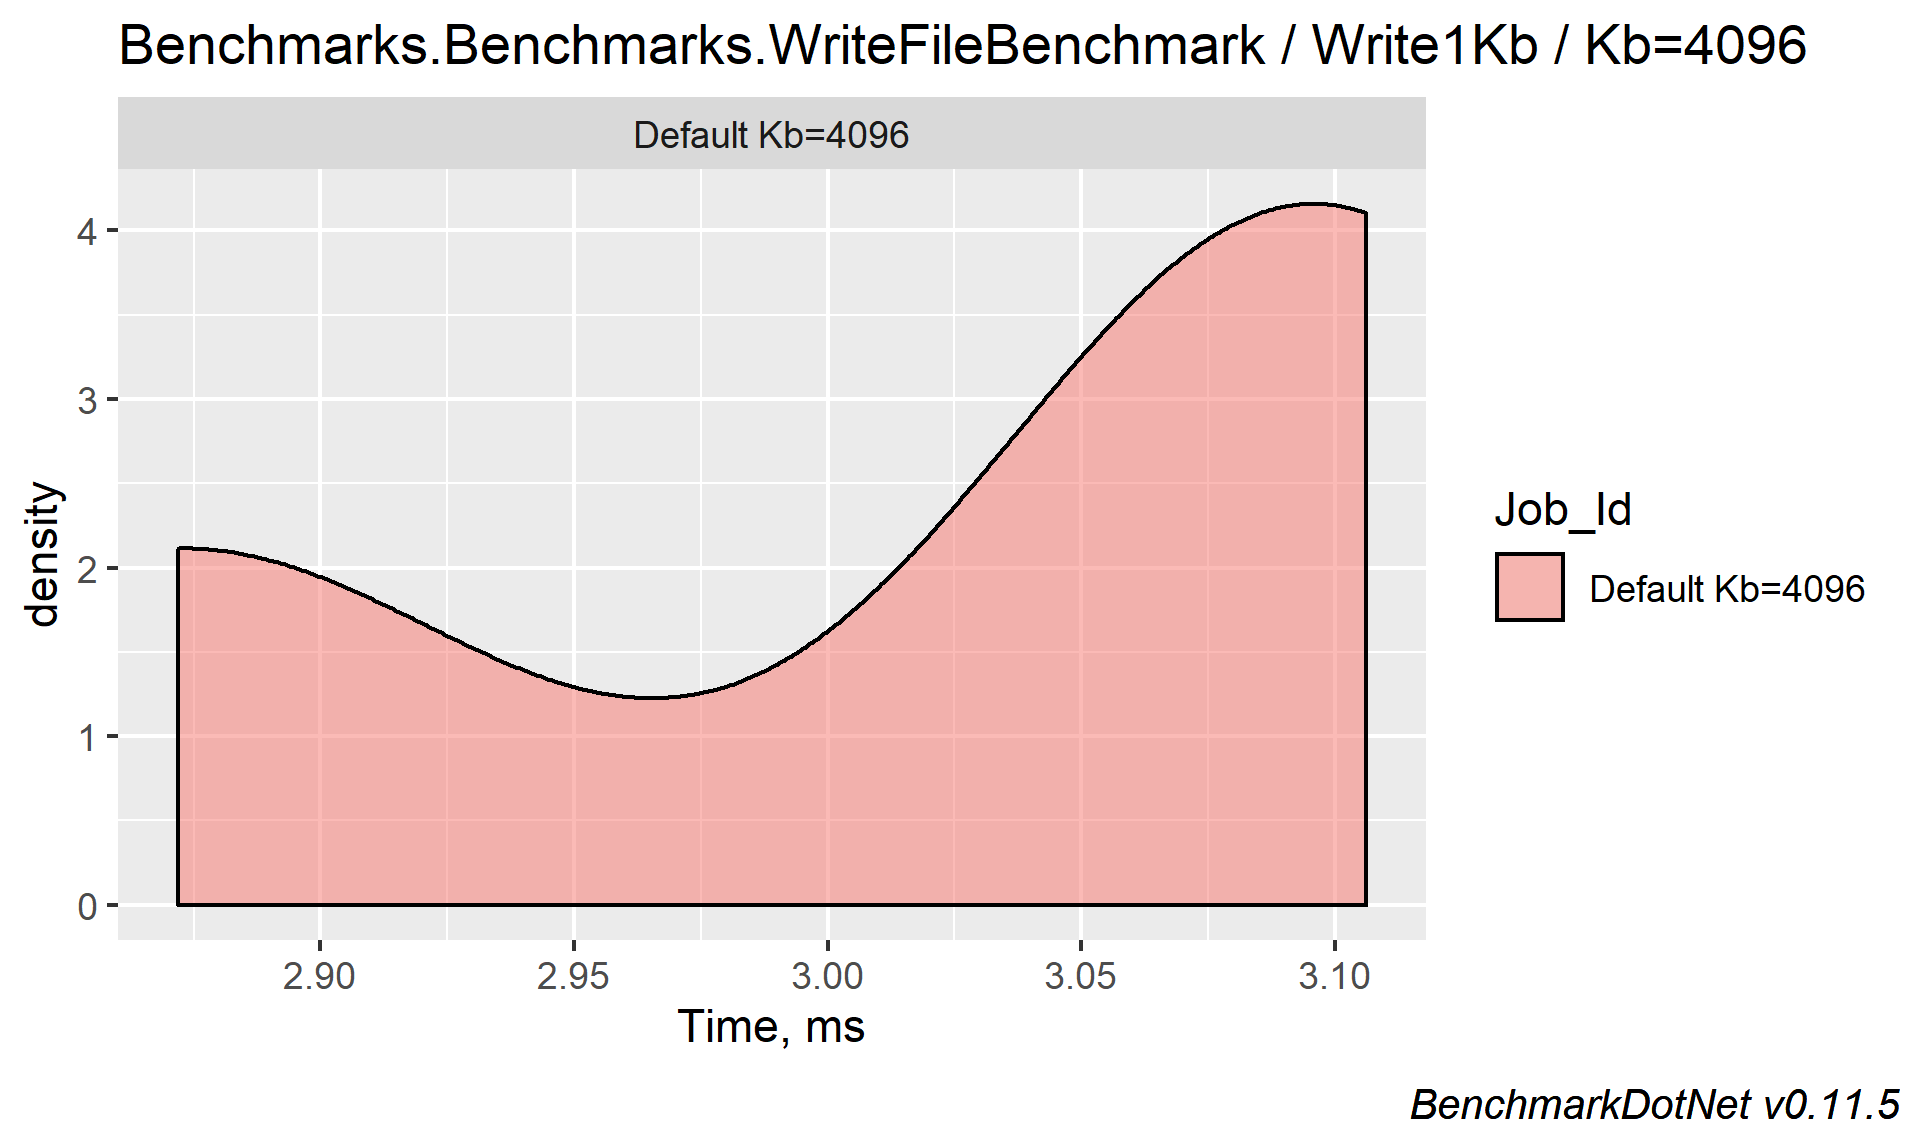 Benchmarks.Benchmarks.WriteFileBenchmark / Write1Kb / Kb=4096
Default Kb=4096
4
3
2
1
0
density
2.90 2.95 3.00 3.05 3.10
Time, ms
Job_Id
Default Kb=4096
BenchmarkDotNet v0.11.5